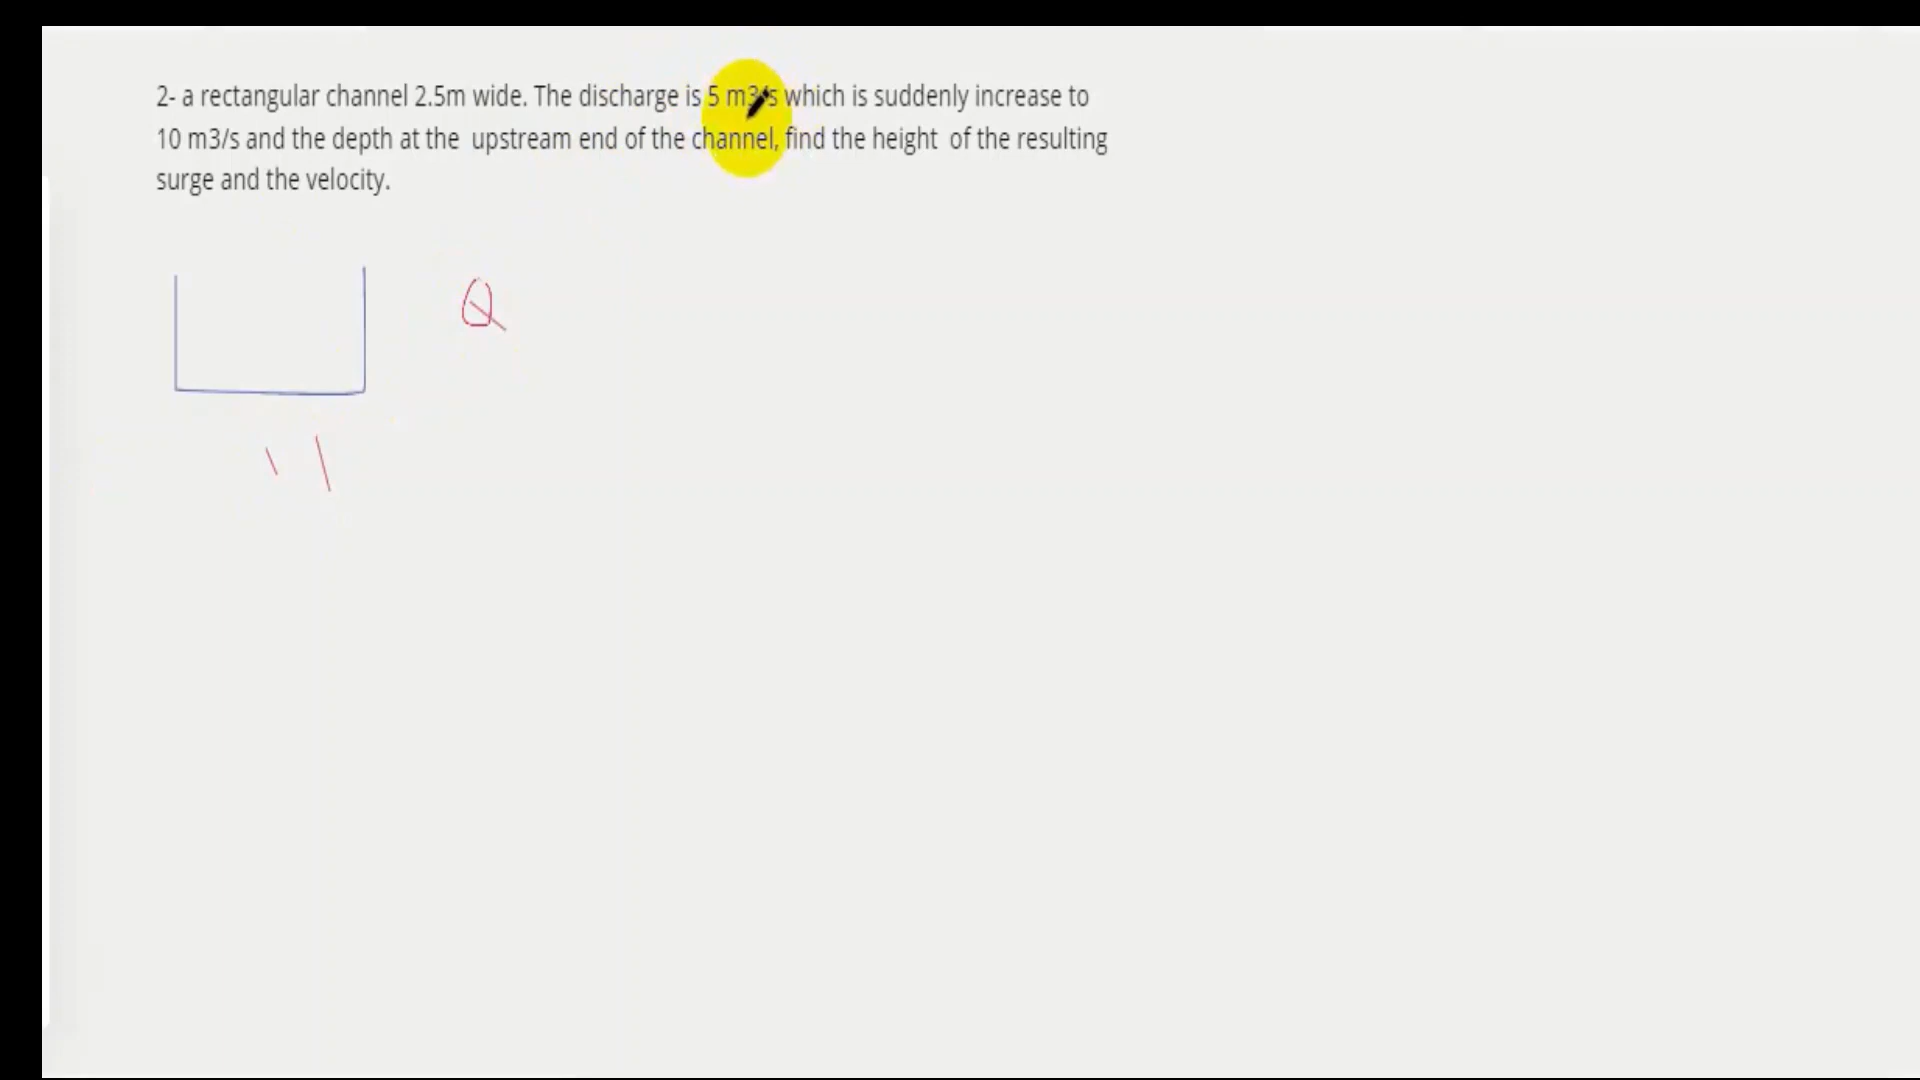 2- a rectangular channel 2.5m wide. The discharge is 5 m3/s which is suddenly increase to
10 m3/s and the depth at the upstream end of the channel, find the height of the resulting
surge and the velocity.
Q